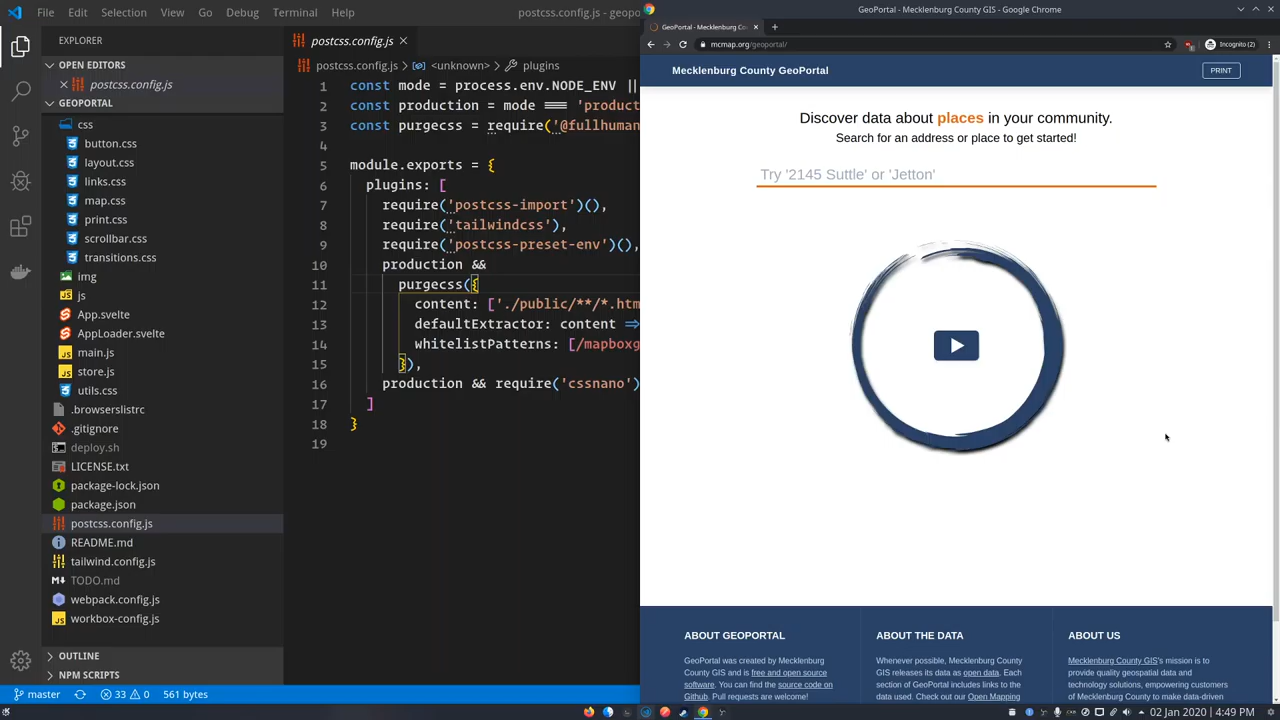 File Edit Selection View Go Debug Terminal Help
postcss.config.js - geo
GeoPortal - Mecklenburg County GIS - Google Chrome
EXPLORER
OPEN EDITORS
postcss.config.js
GEOPORTAL
css
button.css
layout.css
links.css
map.css
print.css
scrollbar.css
transitions.css
img
js
App.svelte
AppLoader.svelte
main.js
store.js
utils.css
.browserslistrc
.gitignore
deploy.sh
LICENSE.txt
package-lock.json
package.json
postcss.config.js
README.md
tailwind.config.js
TODO.md
webpack.config.js
workbox-config.js
OUTLINE
NPM SCRIPTS
postcss.config.js
postcss.config.js > <unknown> > plugins
1 const mode = process.env.NODE_ENV ||
2 const production = mode === 'produc
3 const purgecss = require('@fullhuman
4
5 module.exports = {
6 plugins: [
7 require('postcss-import')(),
8 require('tailwindcss'),
9 require('postcss-preset-env')(),
10 production &&
11 purgecss({
12 content: ['./public/**/*.htm
13 defaultExtractor: content =>
14 whitelistPatterns: [/mapboxg
15 }),
16 production && require('cssnano')
17 ]
18 }
19
master 33 0 561 bytes
GeoPortal - Mecklenburg Co
mcmap.org/geoportal/
Incognito (2)
Mecklenburg County GeoPortal
PRINT
Discover data about places in your community.
Search for an address or place to get started!
Try '2145 Suttle' or 'Jetton'
ABOUT GEOPORTAL
GeoPortal was created by Mecklenburg
County GIS and is free and open source
software. You can find the source code on
Github. Pull requests are welcome!
ABOUT THE DATA
Whenever possible, Mecklenburg County
GIS releases its data as open data. Each
section of GeoPortal includes links to the
data used. Check out our Open Mapping
ABOUT US
Mecklenburg County GIS's mission is to
provide quality geospatial data and
technology solutions, empowering customers
of Mecklenburg County to make data-driven
02 Jan 2020 | 4:49 PM